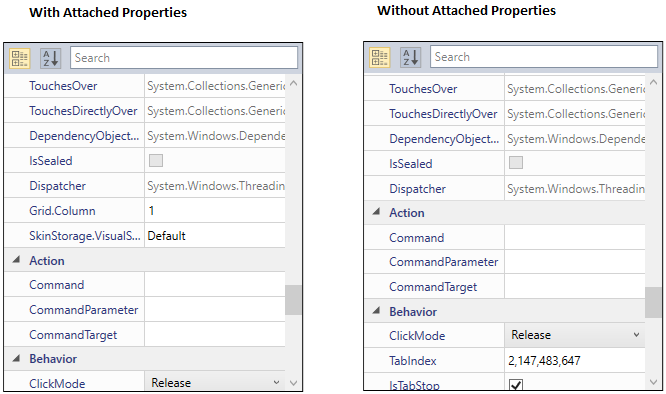 With Attached Properties
Search
TouchesOver System.Collections.Generic
TouchesDirectlyOver System.Collections.Generic
DependencyObject... System.Windows.Depende
IsSealed
Dispatcher System.Windows.Threadin
Grid.Column 1
SkinStorage.VisualS... Default
Action
Command
CommandParameter
CommandTarget
Behavior
ClickMode Release
Without Attached Properties
Search
TouchesOver System.Collections.Generic
TouchesDirectlyOver System.Collections.Generic
DependencyObject... System.Windows.Depende
IsSealed
Dispatcher System.Windows.Threadin
Action
Command
CommandParameter
CommandTarget
Behavior
ClickMode Release
TabIndex 2,147,483,647
IsTabStop